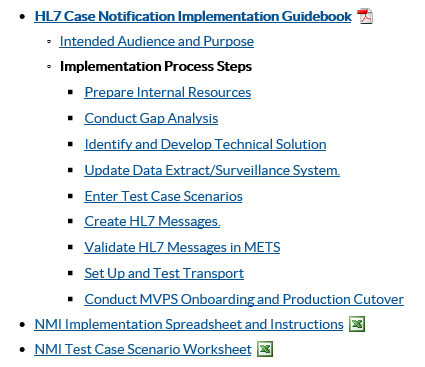 HL7 Case Notification Implementation Guidebook
Intended Audience and Purpose
Implementation Process Steps
Prepare Internal Resources
Conduct Gap Analysis
Identify and Develop Technical Solution
Update Data Extract/Surveillance System.
Enter Test Case Scenarios
Create HL7 Messages.
Validate HL7 Messages in METS
Set Up and Test Transport
Conduct MVPS Onboarding and Production Cutover
NMI Implementation Spreadsheet and Instructions
NMI Test Case Scenario Worksheet